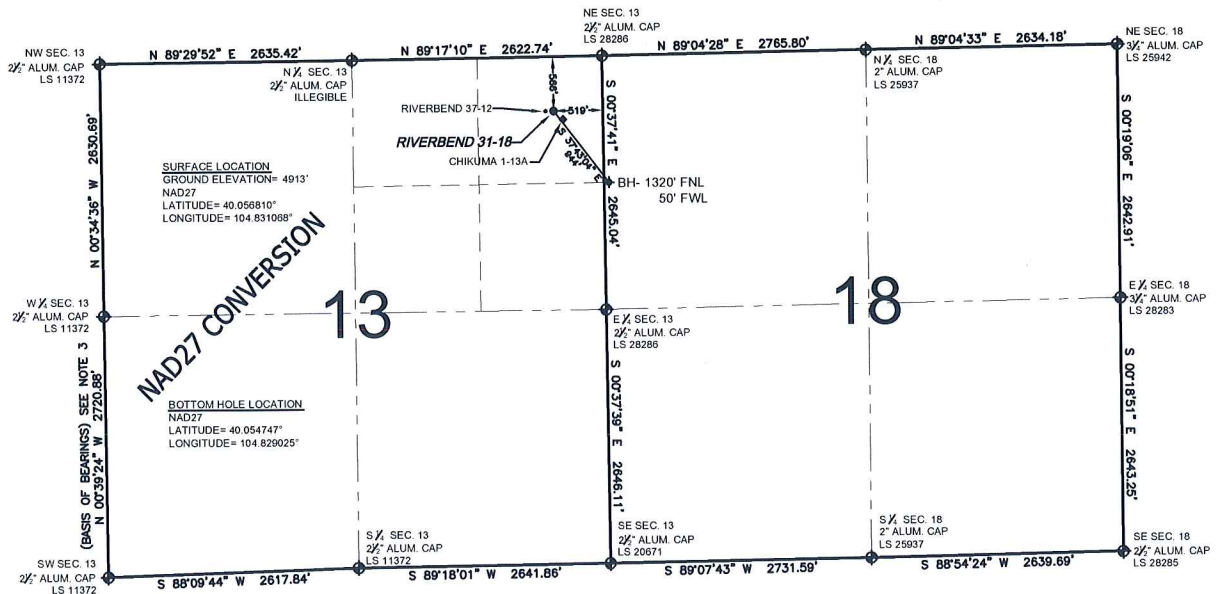 NW SEC. 13
2½" ALUM. CAP
LS 11372
N 89°29'52" E 2635.42'
N ¼ SEC. 13
2½" ALUM. CAP
ILLEGIBLE
N 89°17'10" E 2622.74'
NE SEC. 13
2½" ALUM. CAP
LS 28286
N 89°04'28" E 2765.80'
N ¼ SEC. 18
2" ALUM. CAP
LS 25937
N 89°04'33" E 2634.18'
NE SEC. 18
3¼" ALUM. CAP
LS 25942
566'
519'
RIVERBEND 37-12
RIVERBEND 31-18
CHIKUMA 1-13A
S 37°43'04" E
944'
BH- 1320' FNL
50' FWL
S 00°37'41" E 2645.04'
S 00°19'06" E 2642.91'
N 00°34'36" W 2630.69'
SURFACE LOCATION
GROUND ELEVATION= 4913'
NAD27
LATITUDE= 40.056810°
LONGITUDE= 104.831068°
NAD27 CONVERSION
13
18
W ¼ SEC. 13
2½" ALUM. CAP
LS 11372
E ¼ SEC. 13
2½" ALUM. CAP
LS 28286
E ¼ SEC. 18
3¼" ALUM. CAP
LS 28283
(BASIS OF BEARINGS) SEE NOTE 3
N 00°39'24" W 2720.88'
BOTTOM HOLE LOCATION
NAD27
LATITUDE= 40.054747°
LONGITUDE= 104.829025°
S 00°37'39" E 2646.11'
S 00°18'51" E 2643.25'
SW SEC. 13
2½" ALUM. CAP
LS 11372
S 88°09'44" W 2617.84'
S ¼ SEC. 13
2½" ALUM. CAP
LS 11372
S 89°18'01" W 2641.86'
SE SEC. 13
2½" ALUM. CAP
LS 20671
S 89°07'43" W 2731.59'
S ¼ SEC. 18
2" ALUM. CAP
LS 25937
S 88°54'24" W 2639.69'
SE SEC. 18
2½" ALUM. CAP
LS 28285